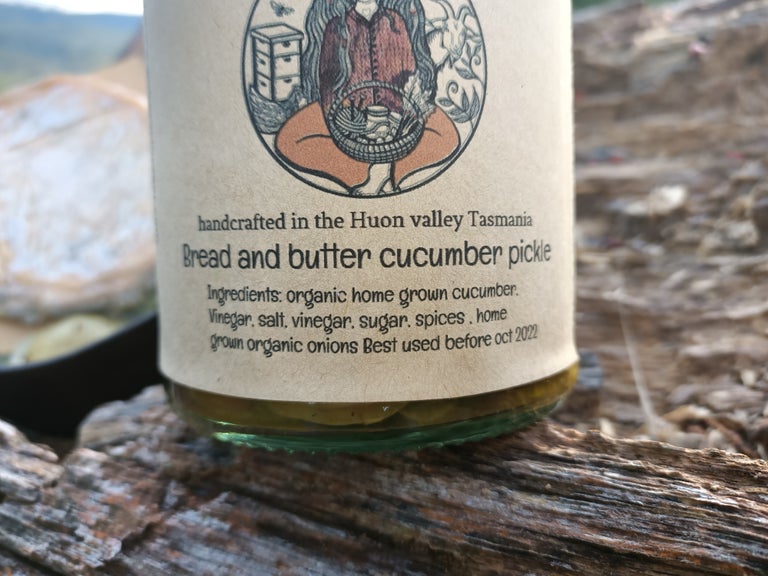 handcrafted in the Huon valley Tasmania
Bread and butter cucumber pickle
Ingredients: organic home grown cucumber.
Vinegar, salt, vinegar, sugar, spices , home
grown organic onions Best used before oct 2022